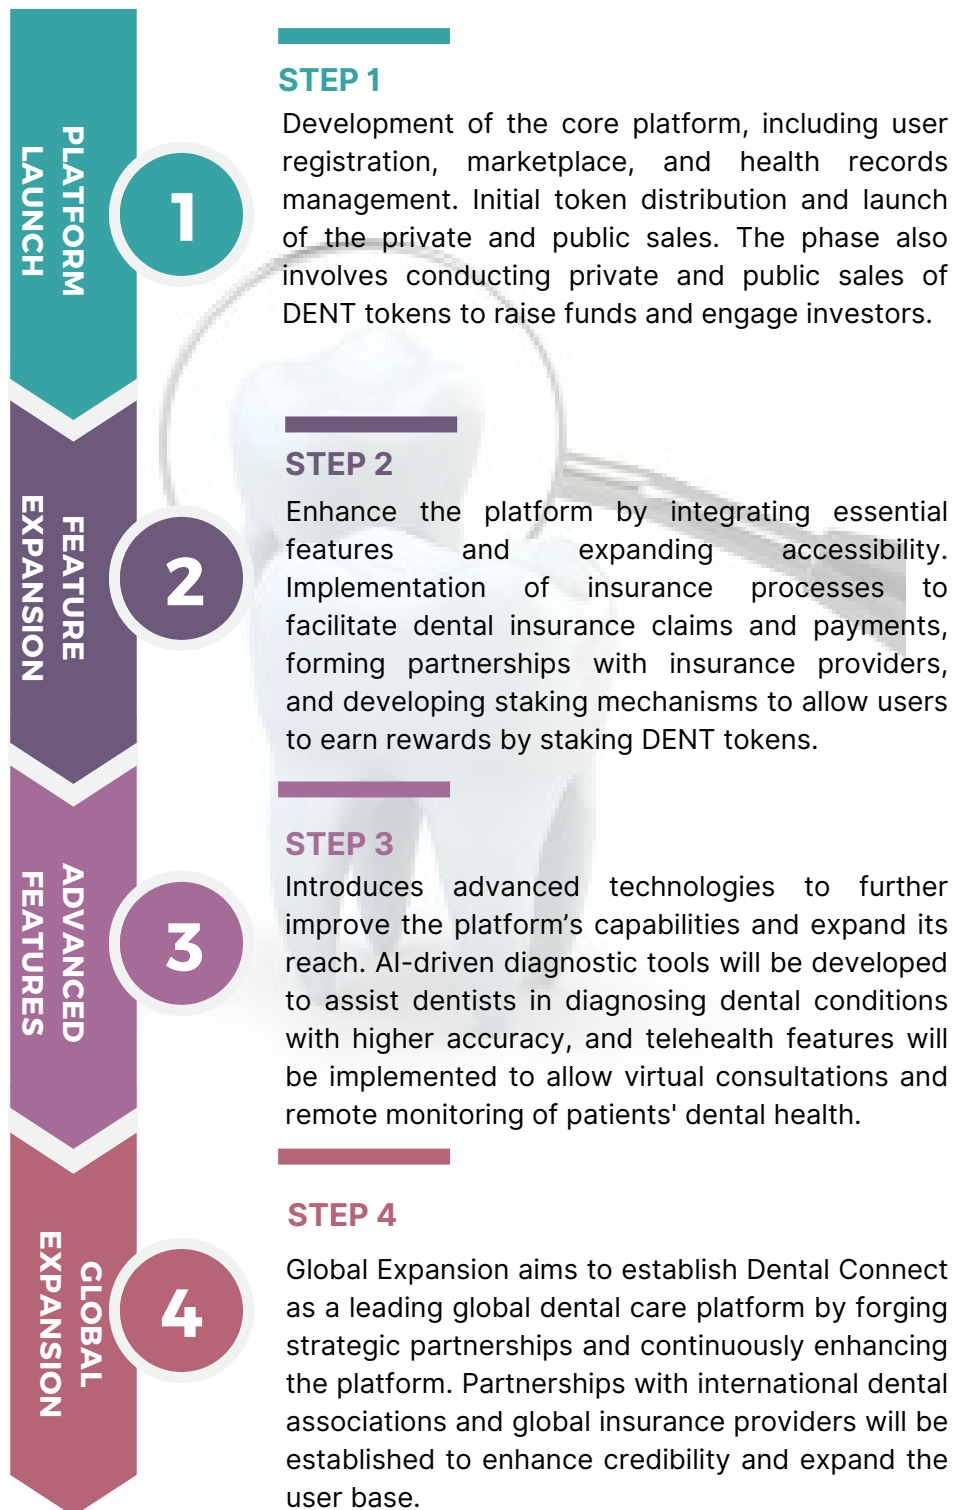 PLATFORM
LAUNCH
1
STEP 1
Development of the core platform, including user
registration, marketplace, and health records
management. Initial token distribution and launch
of the private and public sales. The phase also
involves conducting private and public sales of
DENT tokens to raise funds and engage investors.
FEATURE
EXPANSION
2
STEP 2
Enhance the platform by integrating essential
features and expanding accessibility.
Implementation of insurance processes to
facilitate dental insurance claims and payments,
forming partnerships with insurance providers,
and developing staking mechanisms to allow users
to earn rewards by staking DENT tokens.
ADVANCED
FEATURES
3
STEP 3
Introduces advanced technologies to further
improve the platform’s capabilities and expand its
reach. AI-driven diagnostic tools will be developed
to assist dentists in diagnosing dental conditions
with higher accuracy, and telehealth features will
be implemented to allow virtual consultations and
remote monitoring of patients' dental health.
GLOBAL
EXPANSION
4
STEP 4
Global Expansion aims to establish Dental Connect
as a leading global dental care platform by forging
strategic partnerships and continuously enhancing
the platform. Partnerships with international dental
associations and global insurance providers will be
established to enhance credibility and expand the
user base.